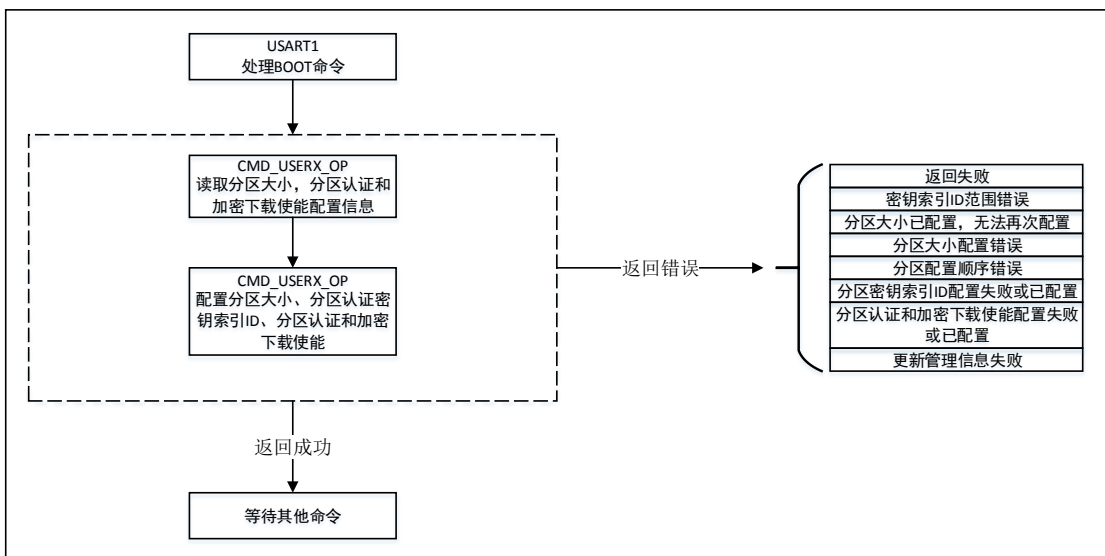 USART1
处理BOOT命令
CMD_USERX_OP
读取分区大小，分区认证和
加密下载使能配置信息
CMD_USERX_OP
配置分区大小、分区认证密
钥索引ID、分区认证和加密
下载使能
返回错误
返回失败
密钥索引ID范围错误
分区大小已配置，无法再次配置
分区大小配置错误
分区配置顺序错误
分区密钥索引ID配置失败或已配置
分区认证和加密下载使能配置失败
或已配置
更新管理信息失败
返回成功
等待其他命令